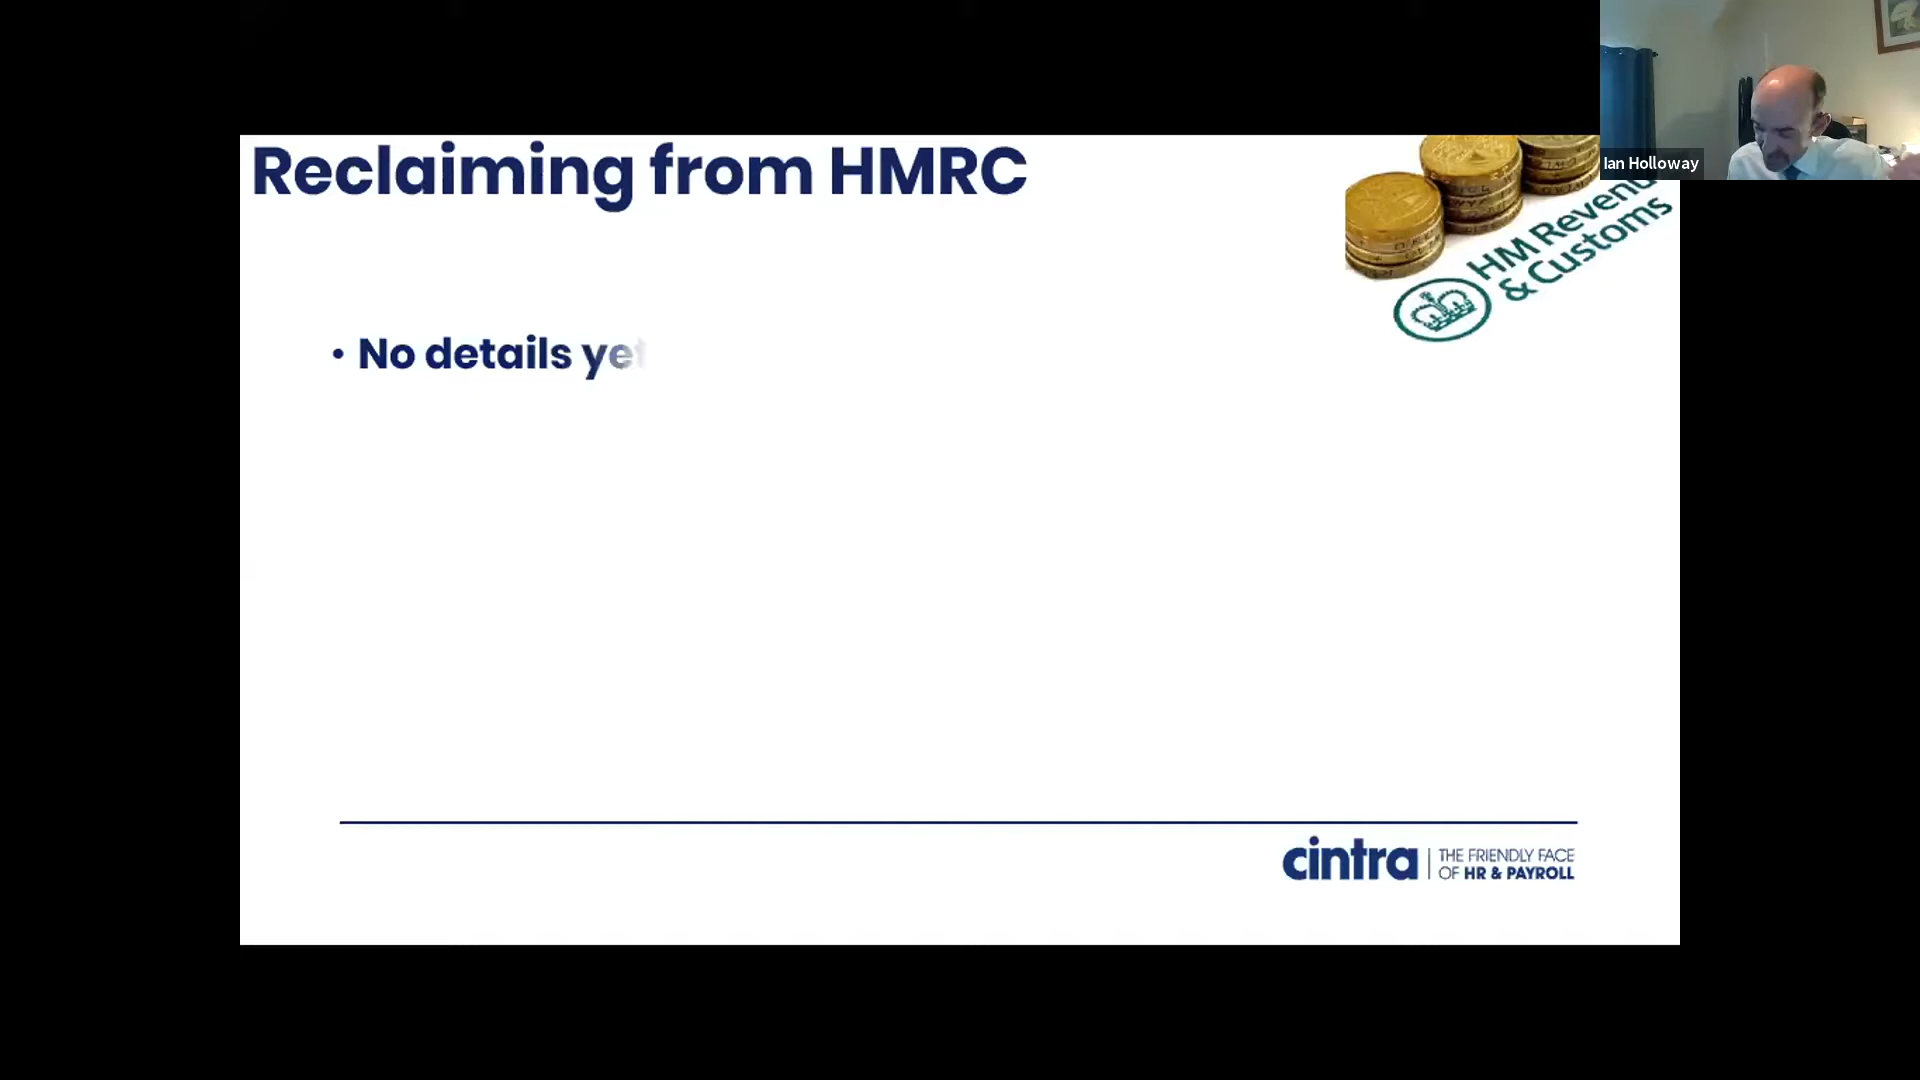 Reclaiming from HMRC
Ian Holloway
HM Revenue
& Customs
• No details yet
cintra
THE FRIENDLY FACE
OF HR & PAYROLL